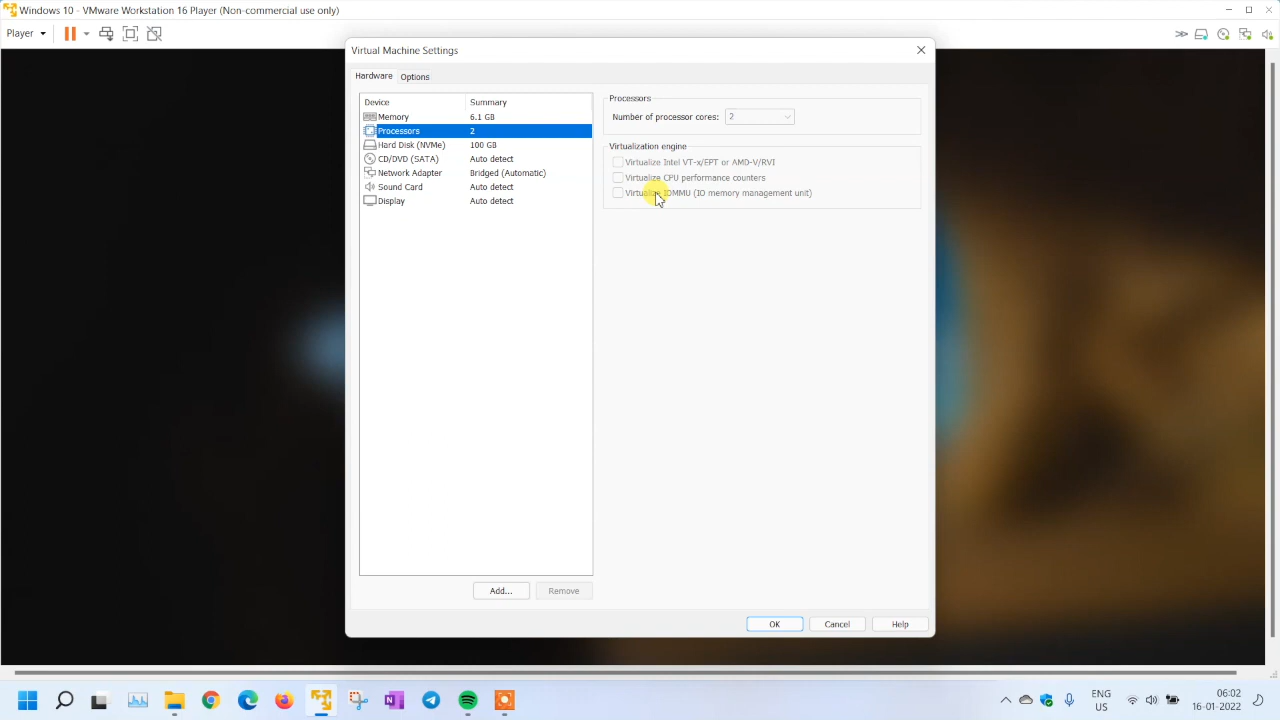 Windows 10 - VMware Workstation 16 Player (Non-commercial use only)
Player
Virtual Machine Settings
Hardware Options
Device Summary
Memory 6.1 GB
Processors 2
Hard Disk (NVMe) 100 GB
CD/DVD (SATA) Auto detect
Network Adapter Bridged (Automatic)
Sound Card Auto detect
Display Auto detect
Add... Remove
Processors
Number of processor cores: 2
Virtualization engine
Virtualize Intel VT-x/EPT or AMD-V/RVI
Virtualize CPU performance counters
Virtualize IOMMU (IO memory management unit)
OK Cancel Help
ENG
US
06:02
16-01-2022